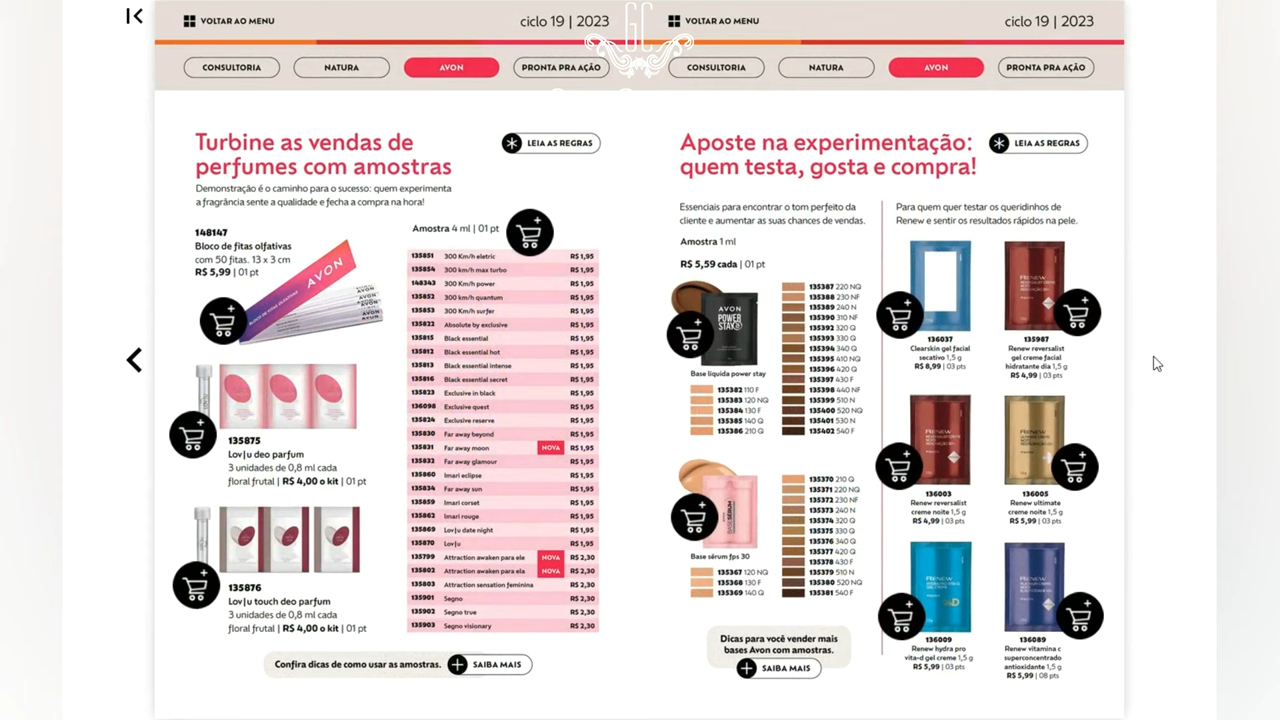 VOLTAR AO MENU
ciclo 19 | 2023
CONSULTORIA
NATURA
AVON
PRONTA PRA AÇÃO
Turbine as vendas de
perfumes com amostras
LEIA AS REGRAS
Demonstração é o caminho para o sucesso: quem experimenta
a fragrância sente a qualidade e fecha a compra na hora!
148147
Bloco de fitas olfativas
com 50 fitas. 13 x 3 cm
R$ 5,99 | 01 pt
AVON
BLOCO DE FITAS OLFATIVAS
135875
Lov|u deo parfum
3 unidades de 0,8 ml cada
floral frutal | R$ 4,00 o kit | 01 pt
135876
Lov|u touch deo parfum
3 unidades de 0,8 ml cada
floral frutal | R$ 4,00 o kit | 01 pt
Amostra 4 ml | 01 pt
135851 300 Km/h eletric R$ 1,95
135854 300 km/h max turbo R$ 1,95
148343 300 Km/h power R$ 1,95
135852 300 km/h quantum R$ 1,95
135853 300 Km/h surfer R$ 1,95
135822 Absolute by exclusive R$ 1,95
135815 Black essential R$ 1,95
135812 Black essential hot R$ 1,95
135813 Black essential intense R$ 1,95
135816 Black essential secret R$ 1,95
135823 Exclusive in black R$ 1,95
136098 Exclusive quest R$ 1,95
135824 Exclusive reserve R$ 1,95
135830 Far away beyond R$ 1,95
135831 Far away moon NOVA R$ 1,95
135832 Far away glamour R$ 1,95
135860 Imari eclipse R$ 1,95
135834 Far away sun R$ 1,95
135859 Imari corset R$ 1,95
135862 Imari rouge R$ 1,95
135869 Lov|u date night R$ 1,95
135870 Lov|u R$ 1,95
135799 Attraction awaken para ele NOVA R$ 2,30
135802 Attraction awaken para ela NOVA R$ 2,30
135803 Attraction sensation feminina R$ 2,30
135901 Segno R$ 2,30
135902 Segno true R$ 2,30
135903 Segno visionary R$ 2,30
Confira dicas de como usar as amostras.
SAIBA MAIS
GC
VOLTAR AO MENU
ciclo 19 | 2023
CONSULTORIA
NATURA
AVON
PRONTA PRA AÇÃO
Aposte na experimentação:
quem testa, gosta e compra!
LEIA AS REGRAS
Essenciais para encontrar o tom perfeito da
cliente e aumentar as suas chances de vendas.
Amostra 1 ml
R$ 5,59 cada | 01 pt
AVON
POWER
STAY
Base líquida power stay
135382 110 F
135383 120 NQ
135384 130 F
135385 140 Q
135386 210 Q
135387 220 NQ
135388 230 NF
135389 240 N
135390 310 NF
135392 320 Q
135393 330 Q
135394 340 Q
135395 410 NQ
135396 420 Q
135397 430 F
135398 440 NF
135399 510 N
135400 520 NQ
135401 530 N
135402 540 F
BASE SÉRUM
Base sérum fps 30
135367 120 NQ
135368 130 F
135369 140 Q
135370 210 Q
135371 220 NQ
135372 230 NF
135373 240 N
135374 320 Q
135375 330 Q
135376 340 Q
135377 420 Q
135378 430 F
135379 510 N
135380 520 NQ
135381 540 F
Dicas para você vender mais
bases Avon com amostras.
SAIBA MAIS
Para quem quer testar os queridinhos de
Renew e sentir os resultados rápidos na pele.
136037
Clearskin gel facial
secativo 1,5 g
R$ 8,99 | 03 pts
RENEW
135987
Renew reversalist
gel creme facial
hidratante dia 1,5 g
R$ 4,99 | 03 pts
RENEW
136003
Renew reversalist
creme noite 1,5 g
R$ 4,99 | 03 pts
RENEW
136005
Renew ultimate
creme noite 1,5 g
R$ 5,99 | 03 pts
RENEW
136009
Renew hydra pro
vita-d gel creme 1,5 g
R$ 5,99 | 03 pts
RENEW
136089
Renew vitamina c
superconcentrado
antioxidante 1,5 g
R$ 5,99 | 08 pts